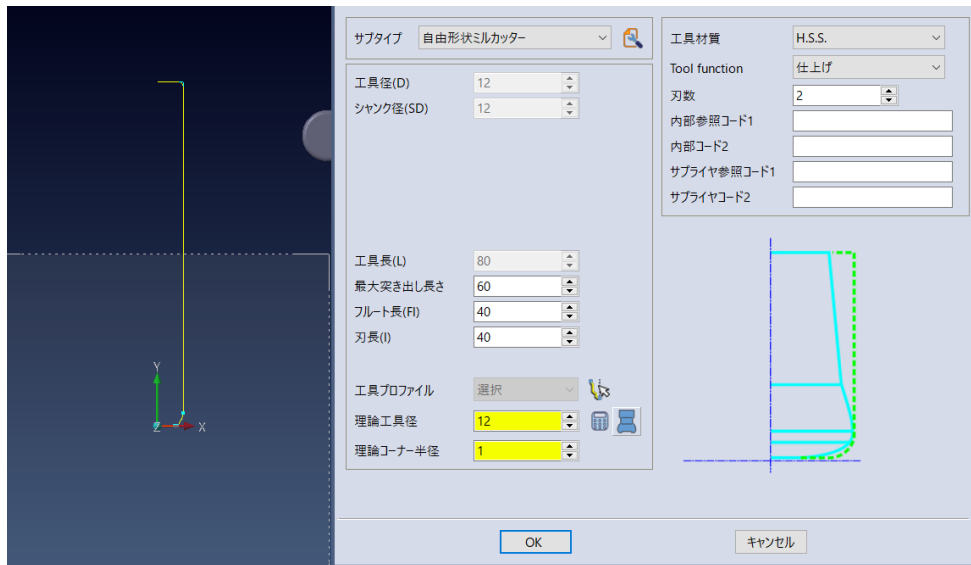 サブタイプ 自由形状ミルカッター
工具径(D) 12
シャンク径(SD) 12
工具長(L) 80
最大突き出し長さ 60
フルート長(Fl) 40
刃長(l) 40
工具プロファイル 選択
理論工具径 12
理論コーナー半径 1
工具材質 H.S.S.
Tool function 仕上げ
刃数 2
内部参照コード1
内部コード2
サプライヤ参照コード1
サプライヤコード2
Y
Z X
OK キャンセル